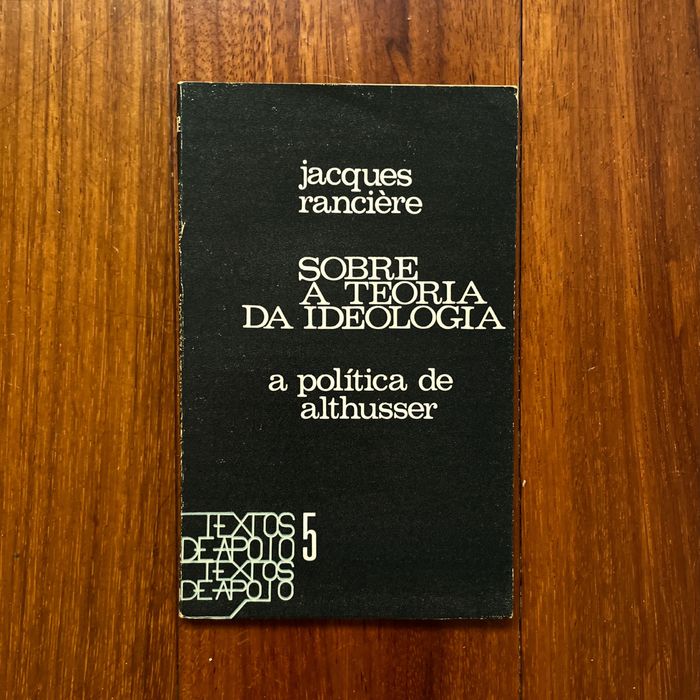 jacques
rancière
SOBRE
A TEORIA
DA IDEOLOGIA
a política de
althusser
TEXTOS
DE-APOIO 5
TEXTOS
DE-APOIO